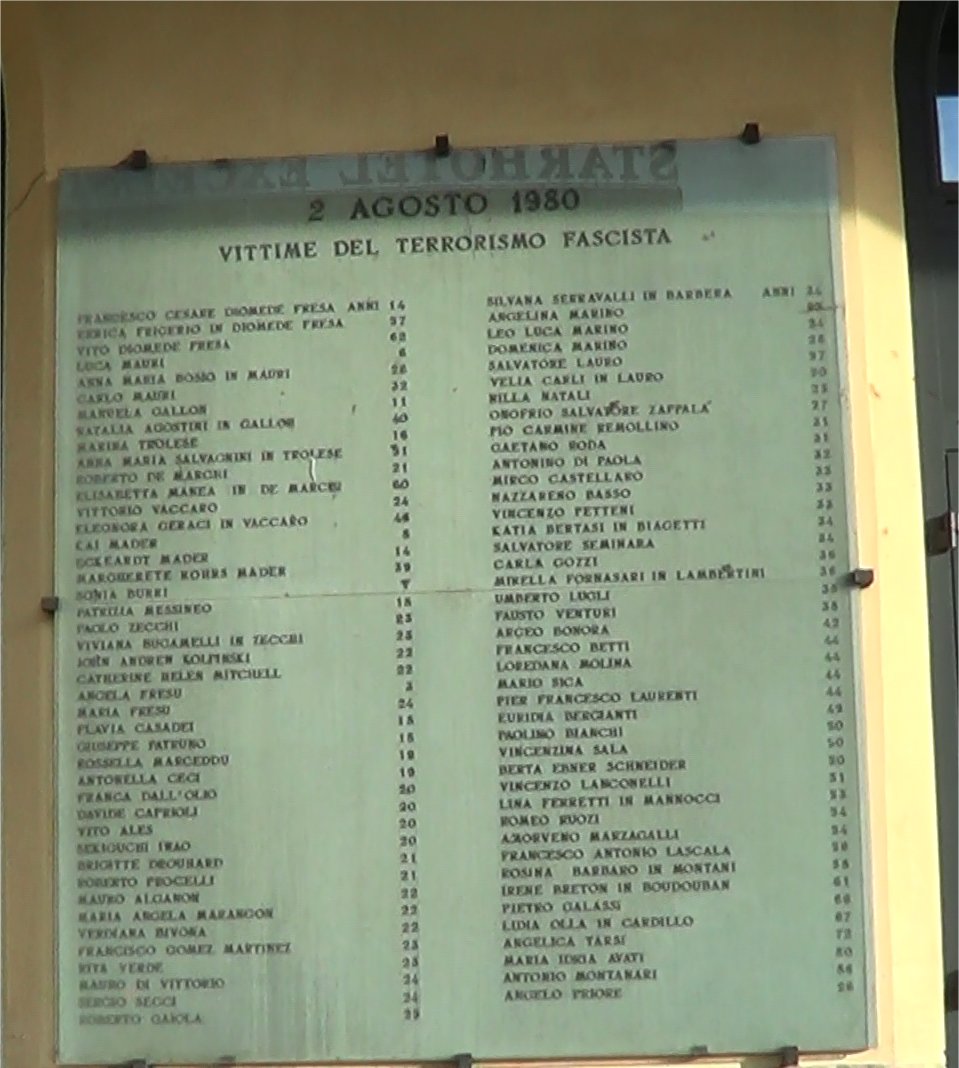 STARHOTEL EXCE
2 AGOSTO 1980
VITTIME DEL TERRORISMO FASCISTA
FRANCESCO CESARE DIOMEDE FRESA ANNI 14
ERRICA FRIGERIO IN DIOMEDE FRESA 57
VITO DIOMEDE FRESA 62
LUCA MAURI 6
ANNA MARIA BOSIO IN MAURI 28
CARLO MAURI 32
MANUELA GALLON 11
NATALIA AGOSTINI IN GALLON 40
MARINA TROLESE 16
ANNA MARIA SALVAGNINI IN TROLESE 51
ROBERTO DE MARCHI 21
ELISABETTA MANEA IN DE MARCHI 60
VITTORIO VACCARO 24
ELEONORA GERACI IN VACCARO 46
KAI MADER 8
ECKHARDT MADER 14
MARGHERETE ROHRS MADER 39
SONIA BURRI 7
PATRIZIA MESSINEO 18
PAOLO ZECCHI 23
VIVIANA BUGAMELLI IN ZECCHI 23
JOHN ANDREW KOLPINSKI 22
CATHERINE HELEN MITCHELL 22
ANGELA FRESU 3
MARIA FRESU 24
FLAVIA CASADEI 18
GIUSEPPE PATRUNO 18
ROSSELLA MARCEDDU 19
ANTONELLA CECI 19
FRANCA DALL'OLIO 20
DAVIDE CAPRIOLI 20
VITO ALES 20
SEKIGUCHI IWAO 20
BRIGITTE DROUHARD 21
ROBERTO PROCELLI 21
MAURO ALGANON 22
MARIA ANGELA MARANGON 22
VERDIANA BIVONA 22
FRANCISCO GOMEZ MARTINEZ 23
RITA VERDE 23
MAURO DI VITTORIO 24
SERGIO SECCI 24
ROBERTO GAIOLA 25
SILVANA SERRAVALLI IN BARBERA ANNI 34
ANGELINA MARINO 23
LEO LUCA MARINO 24
DOMENICA MARINO 26
SALVATORE LAURO 57
VELIA CARLI IN LAURO 50
NILLA NATALI 25
ONOFRIO SALVATORE ZAPPALA' 27
PIO CARMINE REMOLLINO 31
GAETANO RODA 31
ANTONINO DI PAOLA 32
MIRCO CASTELLARO 33
NAZZARENO BASSO 33
VINCENZO PETTENI 33
KATIA BERTASI IN BIAGETTI 34
SALVATORE SEMINARA 34
CARLA GOZZI 36
MIRELLA FORNASARI IN LAMBERTINI 36
UMBERTO LUGLI 38
FAUSTO VENTURI 38
ARGEO BONORA 42
FRANCESCO BETTI 44
LOREDANA MOLINA 44
MARIO SICA 44
PIER FRANCESCO LAURENTI 44
EURIDIA BERGIANTI 49
PAOLINO BIANCHI 50
VINCENZINA SALA 50
BERTA EBNER SCHNEIDER 50
VINCENZO LANCONELLI 51
LINA FERRETTI IN MANNOCCI 53
ROMEO RUOZI 54
AMORVENO MARZAGALLI 54
FRANCESCO ANTONIO LASCALA 56
ROSINA BARBARO IN MONTANI 58
IRENE BRETON IN BOUDOUBAN 61
PIETRO GALASSI 66
LIDIA OLLA IN CARDILLO 67
ANGELICA TARSI 72
MARIA IDRIA AVATI 80
ANTONIO MONTANARI 86
ANGELO PRIORE 26